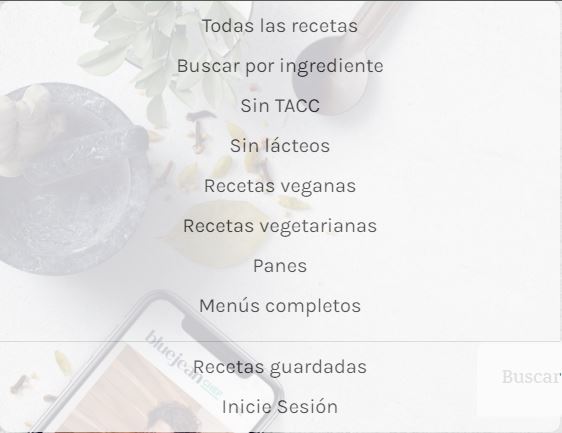 Todas las recetas
Buscar por ingrediente
Sin TACC
Sin lácteos
Recetas veganas
Recetas vegetarianas
Panes
Menús completos
bluejean
CHEF
Recetas guardadas
Buscar
Inicie Sesión